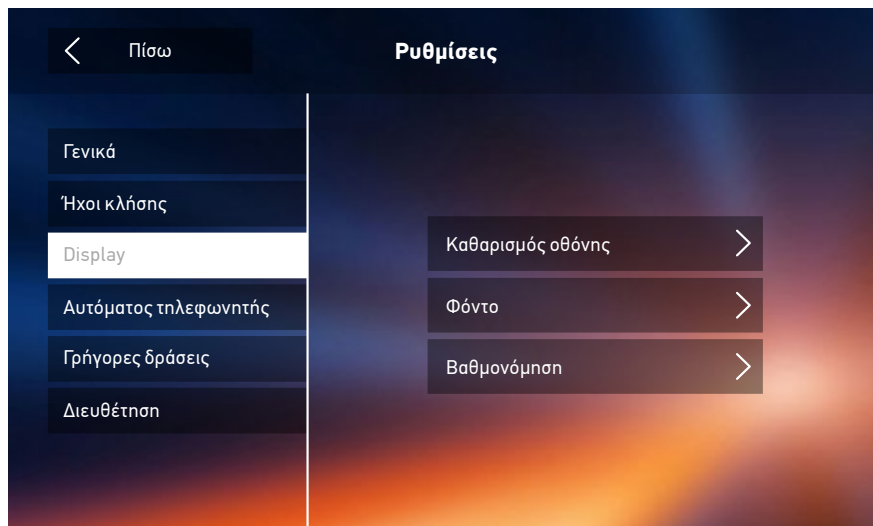 Πίσω
Ρυθμίσεις
Γενικά
Ήχοι κλήσης
Display
Αυτόματος τηλεφωνητής
Γρήγορες δράσεις
Διευθέτηση
Καθαρισμός οθόνης
Φόντο
Βαθμονόμηση